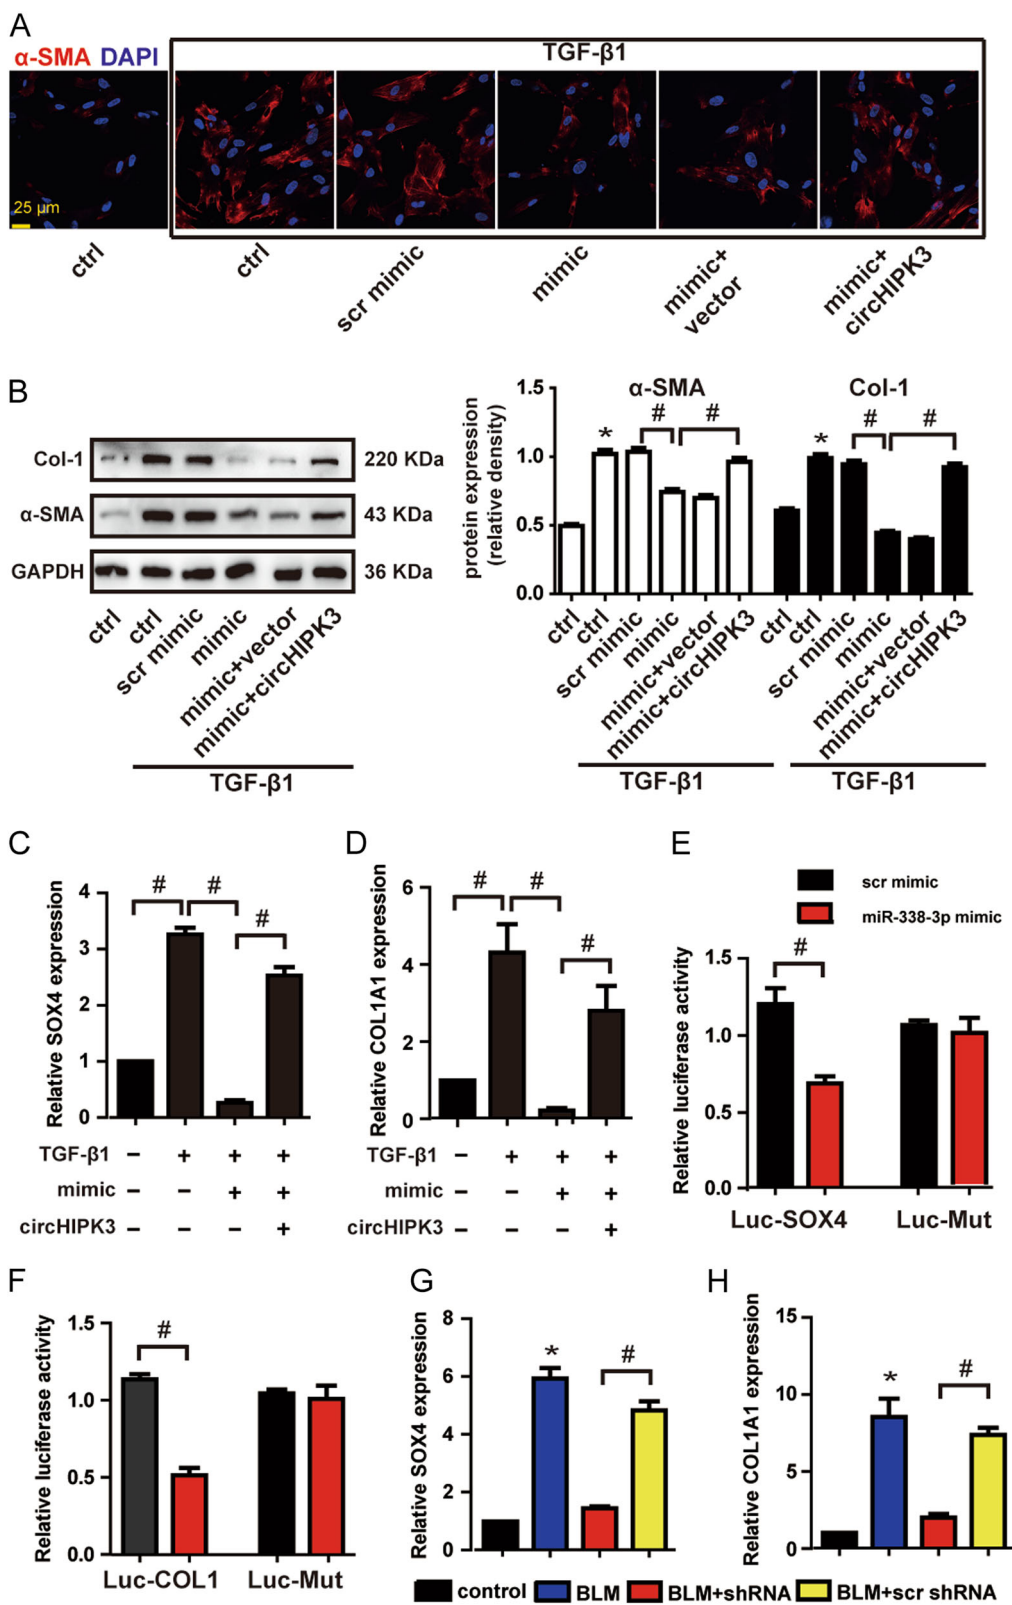 A
α-SMA DAPI
TGF-β1
25 µm
ctrl
ctrl
scr mimic
mimic
mimic+
vector
mimic+
circHIPK3
B
Col-1
220 KDa
α-SMA
43 KDa
GAPDH
36 KDa
ctrl
ctrl
scr mimic
mimic
mimic+vector
mimic+circHIPK3
TGF-β1
protein expression
(relative density)
1.5
1.0
0.5
0.0
α-SMA
Col-1
*
#
#
*
#
#
ctrl
ctrl
scr mimic
mimic
mimic+vector
mimic+circHIPK3
ctrl
ctrl
scr mimic
mimic
mimic+vector
mimic+circHIPK3
TGF-β1
TGF-β1
C
Relative SOX4 expression
4
3
2
1
0
#
#
#
TGF-β1 − + + +
mimic − − + +
circHIPK3 +
D
Relative COL1A1 expression
6
4
2
0
#
#
#
TGF-β1 − + + +
mimic − − + +
circHIPK3 +
E
scr mimic
miR-338-3p mimic
Relative luciferase activity
1.5
1.0
0.5
0.0
#
Luc-SOX4
Luc-Mut
F
Relative luciferase activity
1.5
1.0
0.5
0.0
#
Luc-COL1
Luc-Mut
G
Relative SOX4 expression
8
6
4
2
0
*
#
H
Relative COL1A1 expression
15
10
5
0
*
#
control
BLM
BLM+shRNA
BLM+scr shRNA